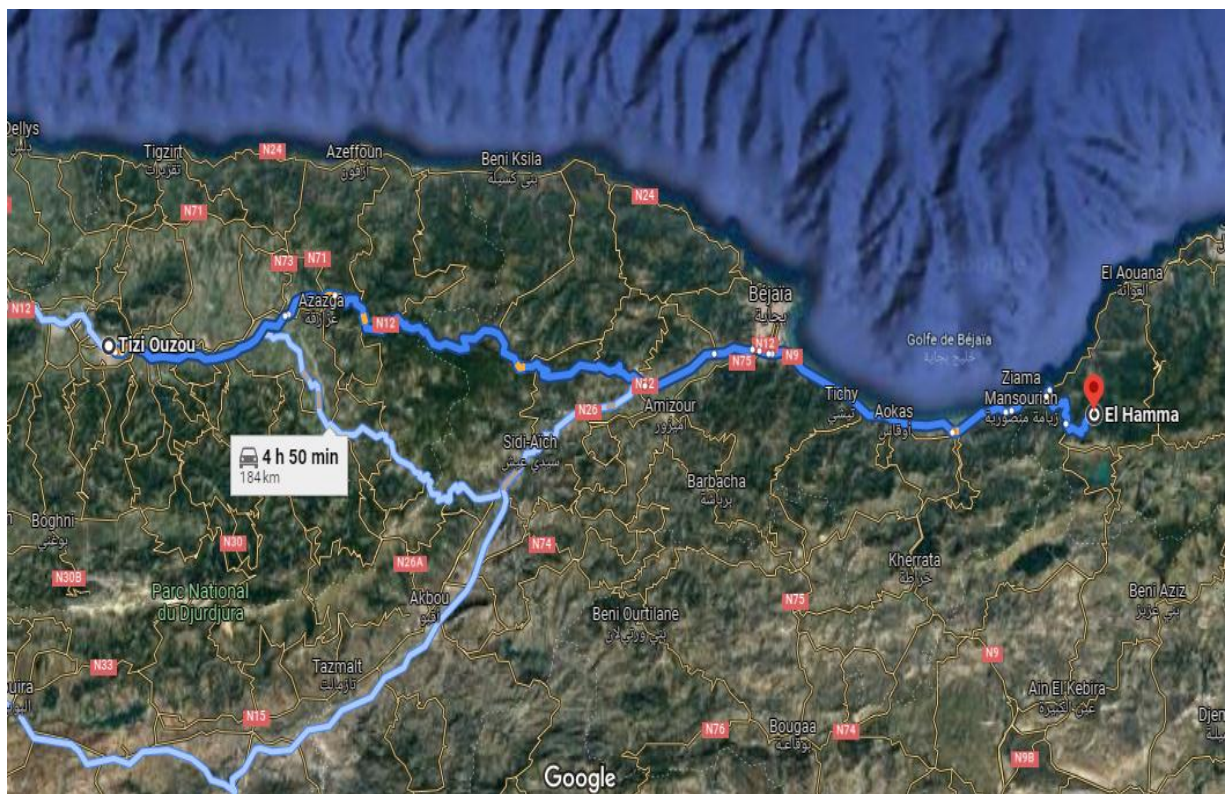 Dellys
دلس
Tigzirt
تقزيرت
N24
Azeffoun
أزفون
Beni Ksila
بني كسيلة
N24
N71
N73
N71
El Aouana
العوانة
Azazga
عزازقة
N12
N12
Béjaïa
بجاية
Tizi Ouzou
N12
N75
N9
Golfe de Béjaïa
خليج بجاية
N12
Amizour
أميزور
N26
Tichy
تيشي
Aokas
أوقاس
Ziama
Mansouriah
زيامة منصورية
El Hamma
4 h 50 min
184 km
Sidi-Aïch
سيدي عيش
Barbacha
برباشة
Boghni
بوغني
N30
N74
N26A
N30B
Parc National
du Djurdjura
Akbou
أقبو
Kherrata
خراطة
Beni Ourtilane
بني ورتيلان
N75
Beni Aziz
بني عزيز
N33
Tazmalt
تازمالت
N9
Ain El Kebira
عين الكبيرة
N15
N76
Bougaa
بوقاعة
N74
N9B
Google